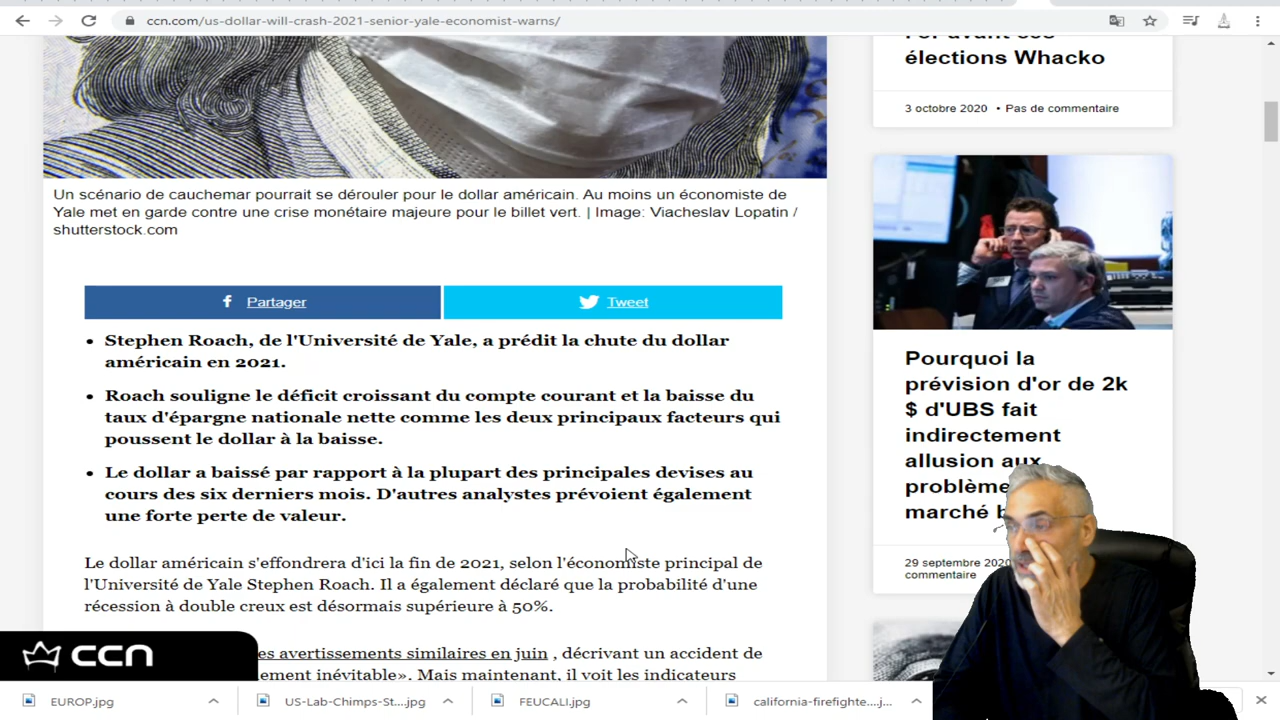 ccn.com/us-dollar-will-crash-2021-senior-yale-economist-warns/
Un scénario de cauchemar pourrait se dérouler pour le dollar américain. Au moins un économiste de
Yale met en garde contre une crise monétaire majeure pour le billet vert. | Image: Viacheslav Lopatin /
shutterstock.com
Partager
Tweet
• Stephen Roach, de l'Université de Yale, a prédit la chute du dollar
américain en 2021.
• Roach souligne le déficit croissant du compte courant et la baisse du
taux d'épargne nationale nette comme les deux principaux facteurs qui
poussent le dollar à la baisse.
• Le dollar a baissé par rapport à la plupart des principales devises au
cours des six derniers mois. D'autres analystes prévoient également
une forte perte de valeur.
Le dollar américain s'effondrera d'ici la fin de 2021, selon l'économiste principal de
l'Université de Yale Stephen Roach. Il a également déclaré que la probabilité d'une
récession à double creux est désormais supérieure à 50%.
es avertissements similaires en juin , décrivant un accident de
lement inévitable». Mais maintenant, il voit les indicateurs
ccn
élections Whacko
3 octobre 2020 • Pas de commentaire
Pourquoi la
prévision d'or de 2k
$ d'UBS fait
indirectement
allusion aux
problème
marché
29 septembre 2020
commentaire
EUROP.jpg
US-Lab-Chimps-St....jpg
FEUCALI.jpg
california-firefighte....j...